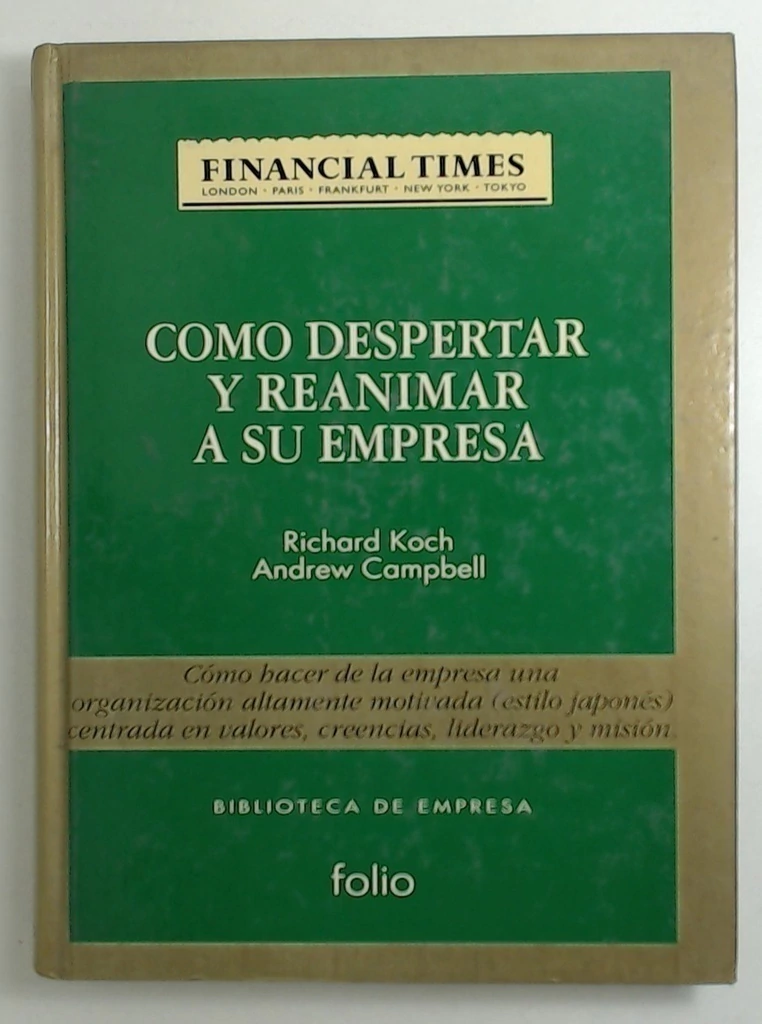 FINANCIAL TIMES
LONDON · PARIS · FRANKFURT · NEW YORK · TOKYO
COMO DESPERTAR
Y REANIMAR
A SU EMPRESA
Richard Koch
Andrew Campbell
Cómo hacer de la empresa una
organización altamente motivada (estilo japonés)
centrada en valores, creencias, liderazgo y misión.
BIBLIOTECA DE EMPRESA
folio